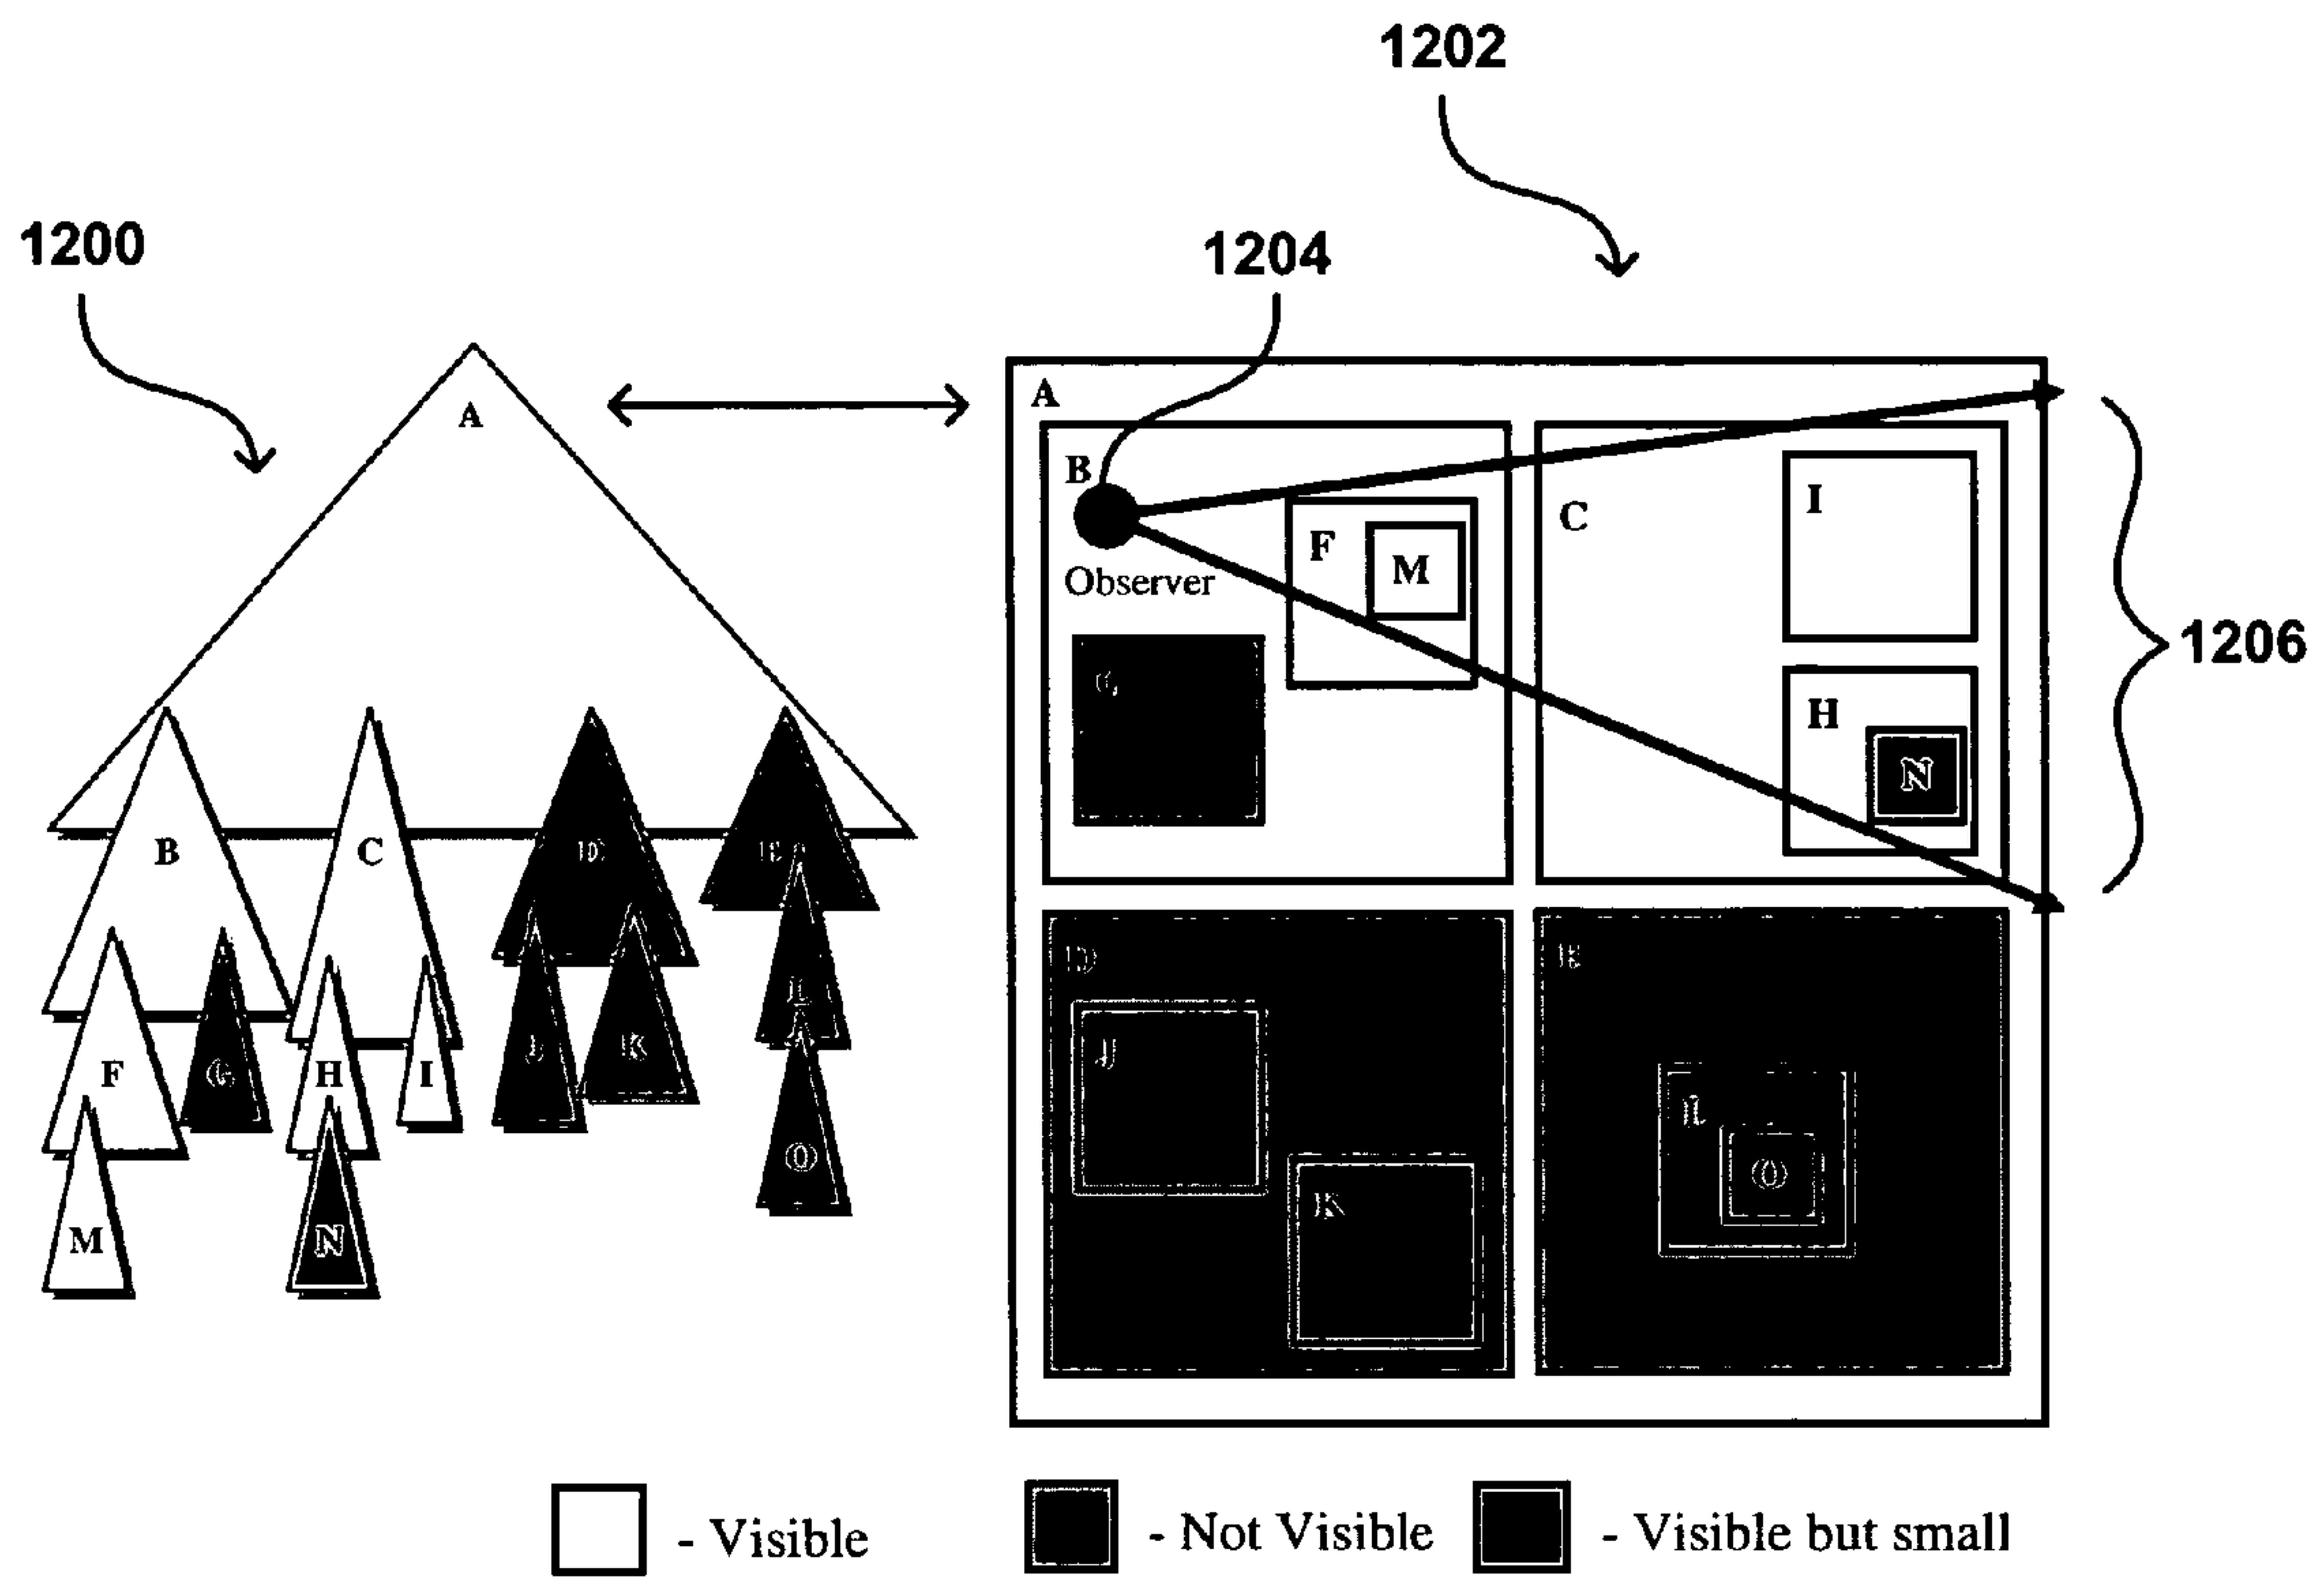 1202
1200
1204
A
A
B
C
I
F
M
Observer
1206
G
H
N
B
C
D
E
D
E
F
G
H
I
J
K
L
J
L
O
K
O
M
N
- Visible
- Not Visible
- Visible but small